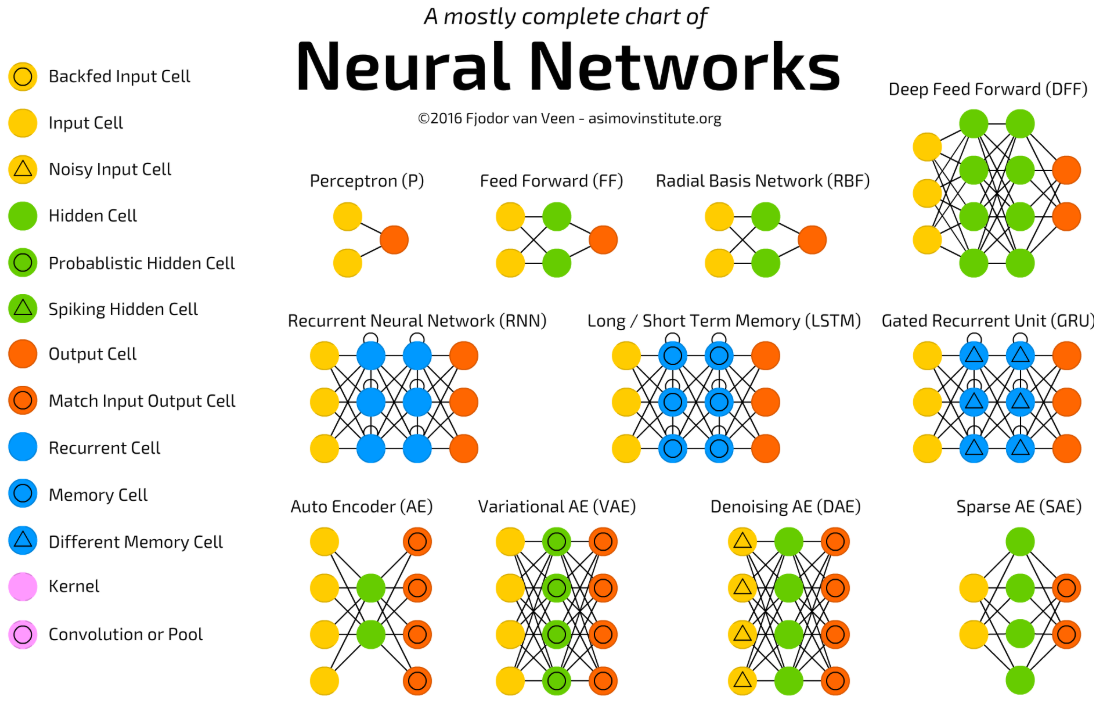 A mostly complete chart of
Neural Networks
©2016 Fjodor van Veen - asimovinstitute.org
Backfed Input Cell
Input Cell
Noisy Input Cell
Hidden Cell
Probablistic Hidden Cell
Spiking Hidden Cell
Output Cell
Match Input Output Cell
Recurrent Cell
Memory Cell
Different Memory Cell
Kernel
Convolution or Pool
Deep Feed Forward (DFF)
Perceptron (P)
Feed Forward (FF)
Radial Basis Network (RBF)
Recurrent Neural Network (RNN)
Long / Short Term Memory (LSTM)
Gated Recurrent Unit (GRU)
Auto Encoder (AE)
Variational AE (VAE)
Denoising AE (DAE)
Sparse AE (SAE)